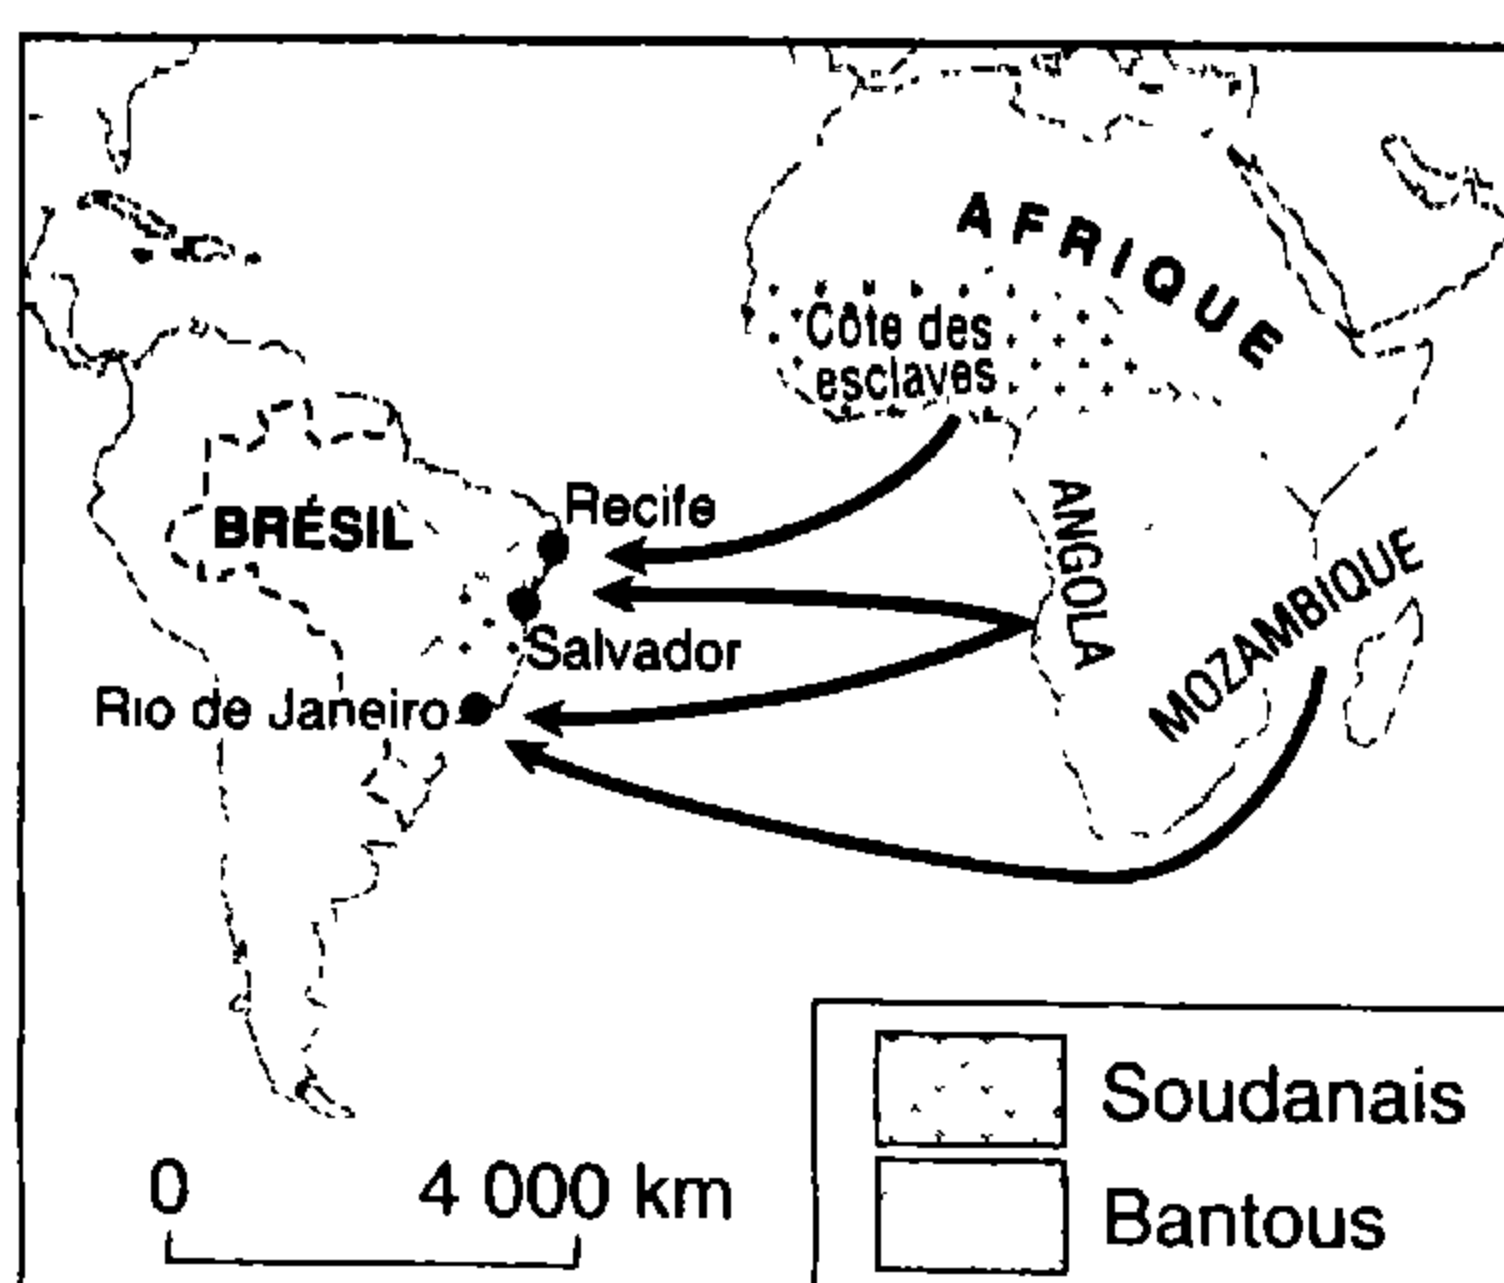 AFRIQUE
Côte des
esclaves
Recife
BRÉSIL
ANGOLA
MOZAMBIQUE
Salvador
Rio de Janeiro
0 4 000 km
Soudanais
Bantous